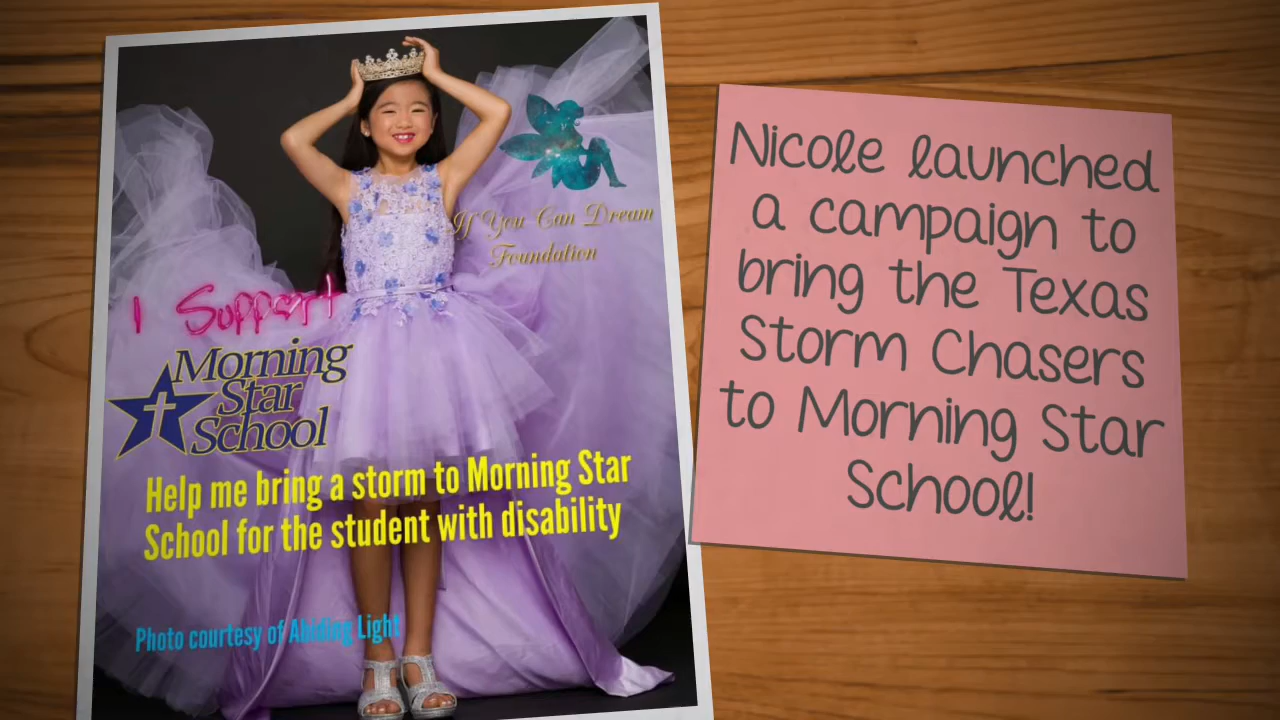 If You Can Dream
Foundation
I Support
Morning
Star
School
Help me bring a storm to Morning Star
School for the student with disability
Photo courtesy of Abiding Light
Nicole launched
a campaign to
bring the Texas
Storm Chasers
to Morning Star
School!